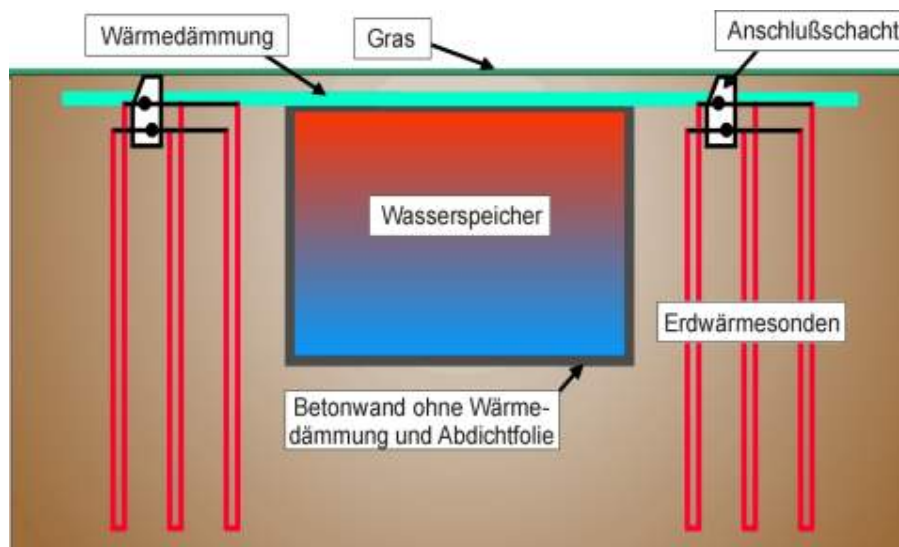 Wärmedämmung
Gras
Anschlußschacht
Wasserspeicher
Erdwärmesonden
Betonwand ohne Wärme-
dämmung und Abdichtfolie